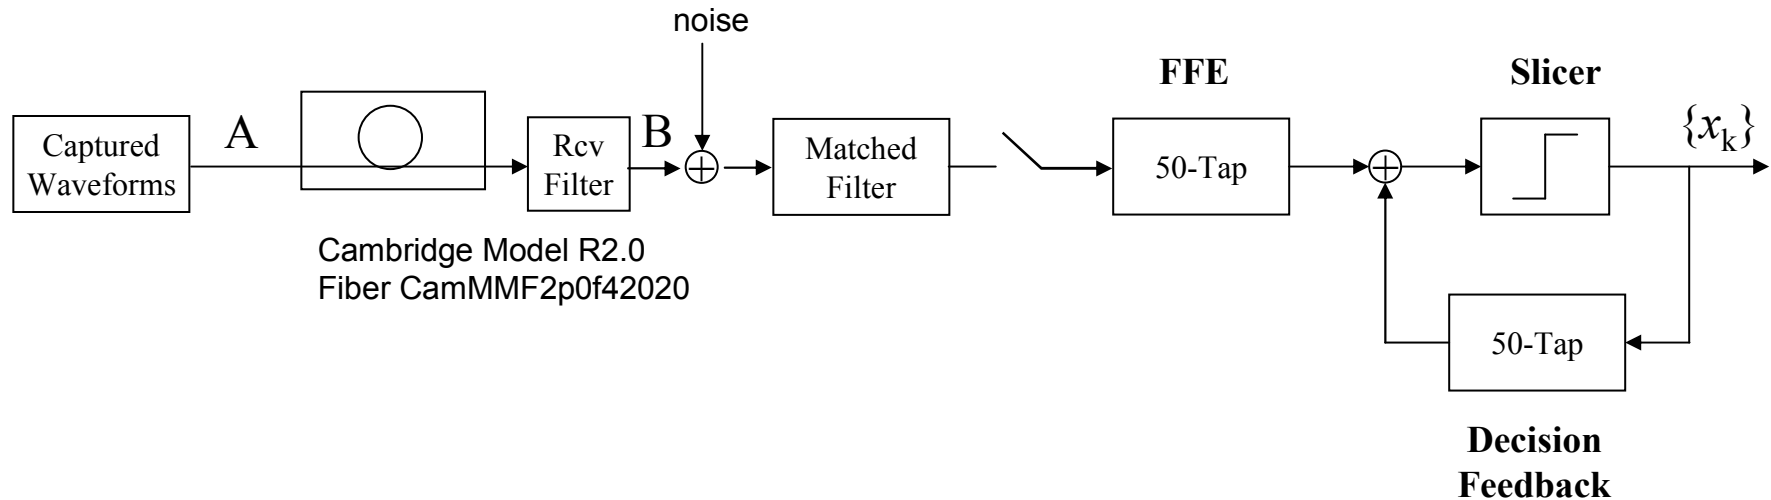 noise
FFE
Slicer
A
B
{xk}
Captured
Waveforms
Rcv
Filter
Matched
Filter
50-Tap
Cambridge Model R2.0
Fiber CamMMF2p0f42020
50-Tap
Decision
Feedback